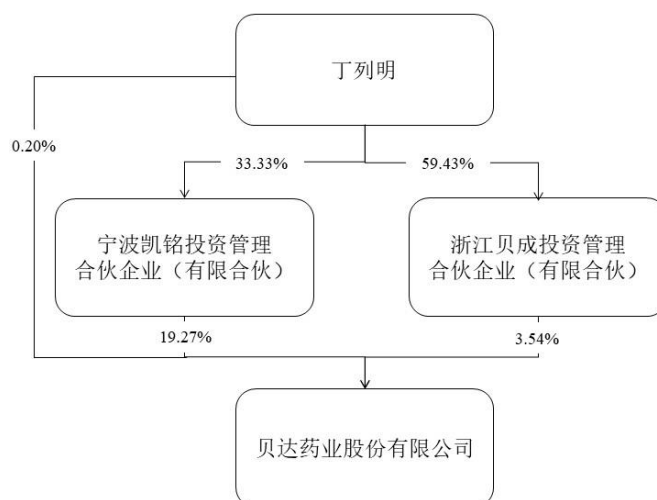 丁列明
0.20%
33.33%
59.43%
宁波凯铭投资管理
合伙企业（有限合伙）
浙江贝成投资管理
合伙企业（有限合伙）
19.27%
3.54%
贝达药业股份有限公司